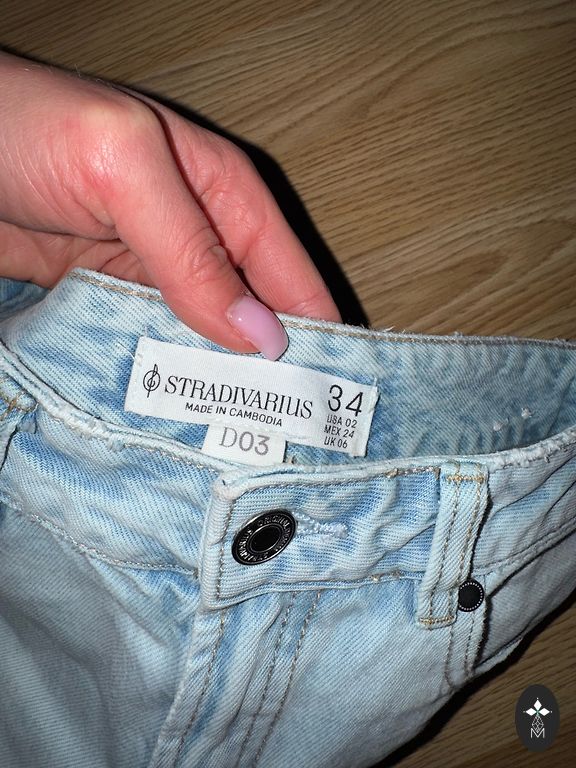 STRADIVARIUS
MADE IN CAMBODIA
34
USA 02
MEX 24
UK 06
D03
M